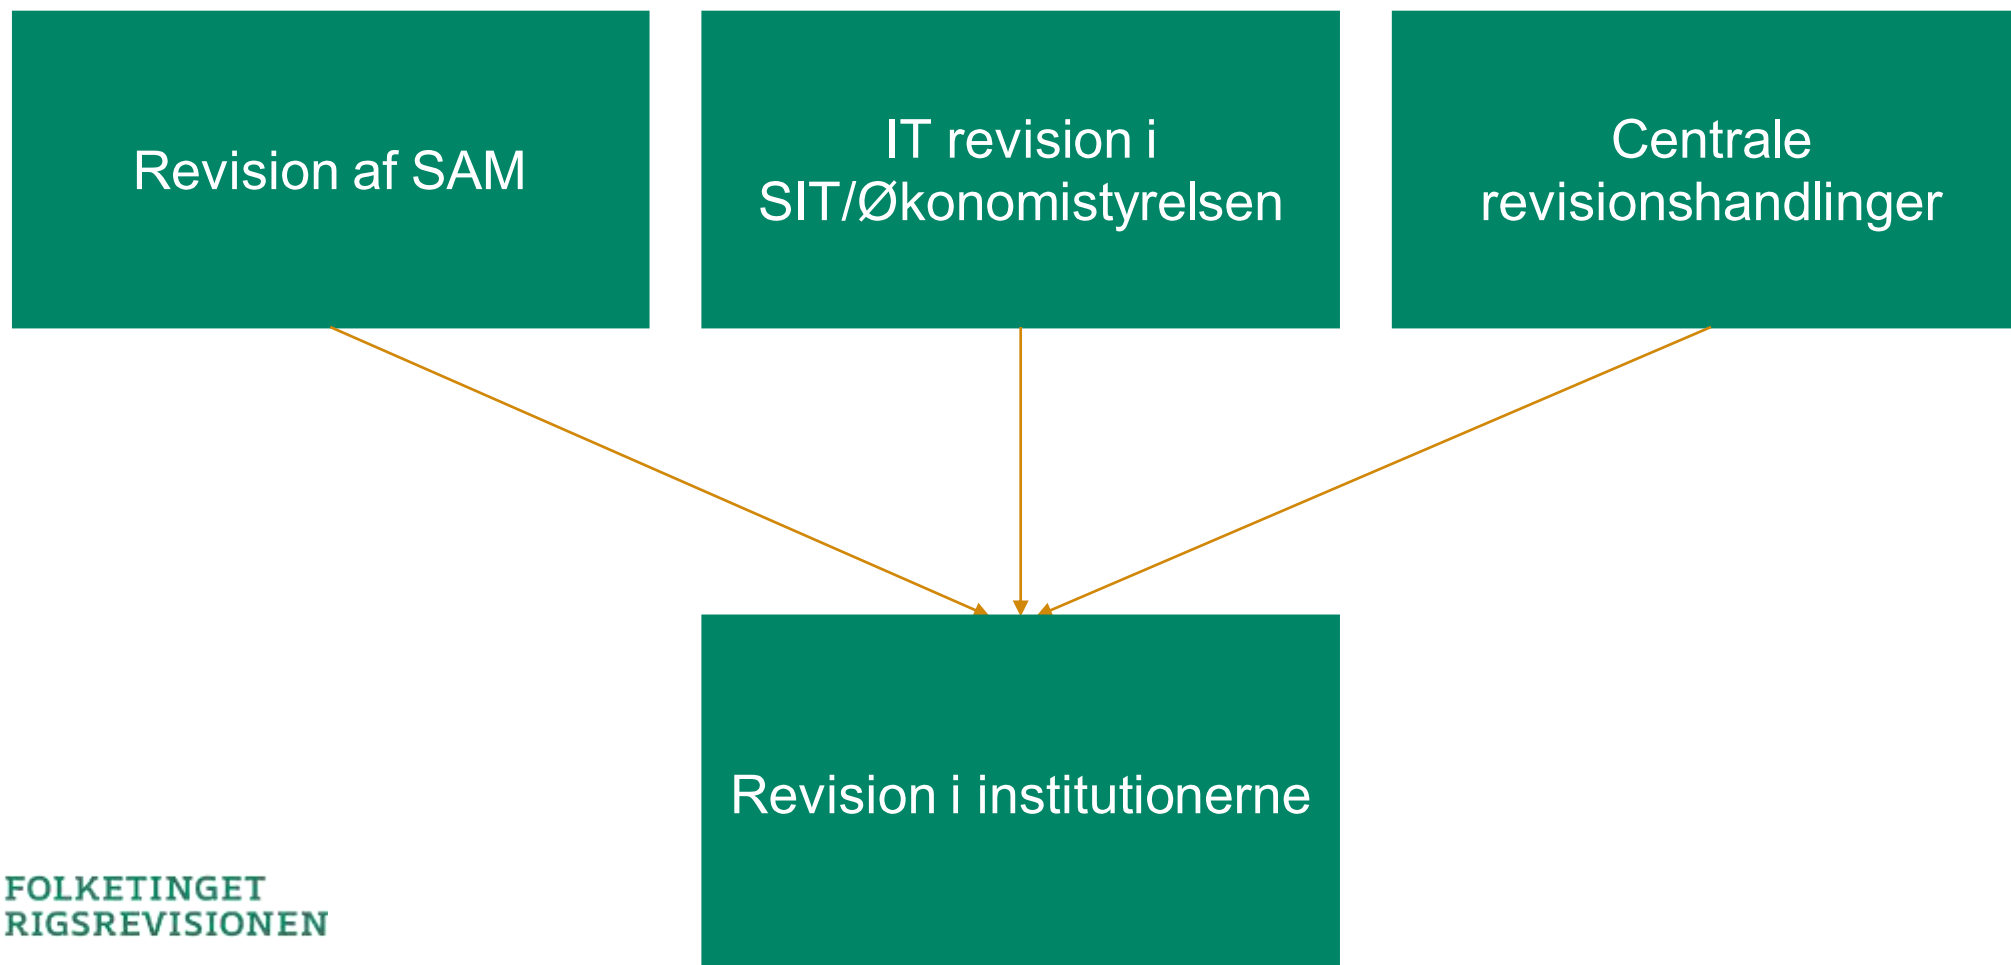 Revision af SAM
IT revision i
SIT/Økonomistyrelsen
Centrale
revisionshandlinger
Revision i institutionerne
FOLKETINGET
RIGSREVISIONEN